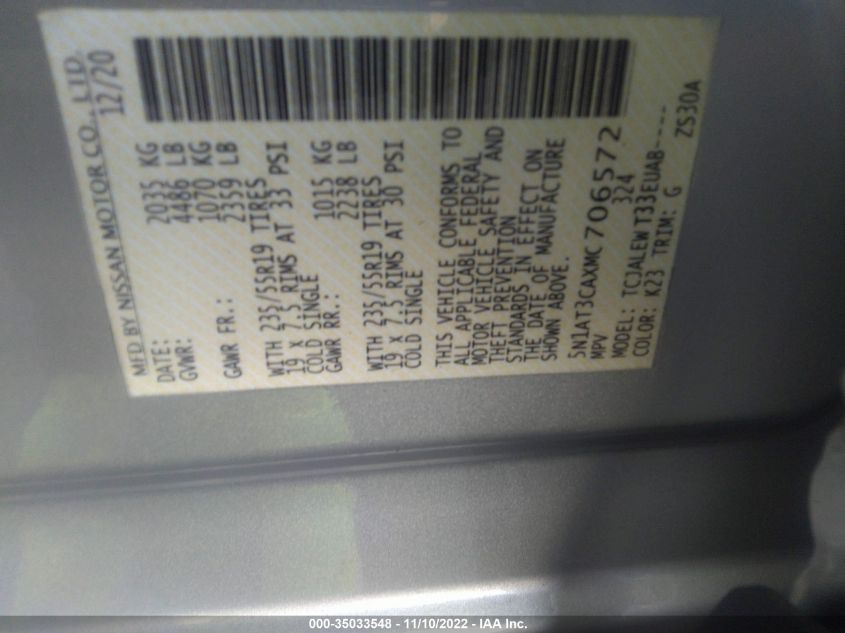 MFD BY NISSAN MOTOR CO., LTD.
DATE: 12/20
GVWR: 2035 KG
4486 LB
1070 KG
GAWR FR.: 2359 LB
WITH 235/55R19 TIRES
19 X 7.5 RIMS AT 33 PSI
COLD SINGLE 1015 KG
GAWR RR.: 2238 LB
WITH 235/55R19 TIRES
19 X 7.5 RIMS AT 30 PSI
COLD SINGLE
THIS VEHICLE CONFORMS TO
ALL APPLICABLE FEDERAL
MOTOR VEHICLE SAFETY AND
THEFT PREVENTION
STANDARDS IN EFFECT ON
THE DATE OF MANUFACTURE
SHOWN ABOVE.
5N1AT3CAXMC706572
MPV 324
MODEL: TCJALEW T33EUAB----
COLOR: K23 TRIM: G
ZS30A
000-35033548 - 11/10/2022 - IAA Inc.